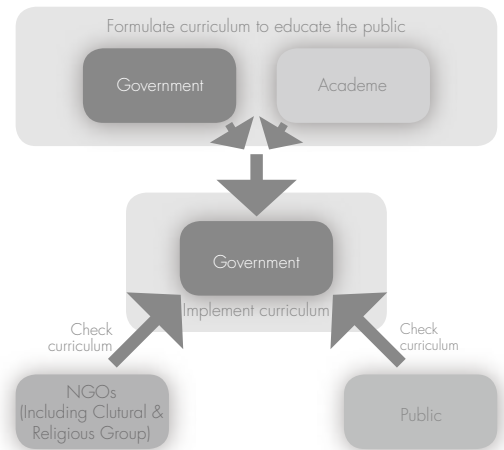 Formulate curriculum to educate the public
Government
Academe
Government
Implement curriculum
Check
curriculum
Check
curriculum
NGOs
(Including Clutural &
Religious Group)
Public